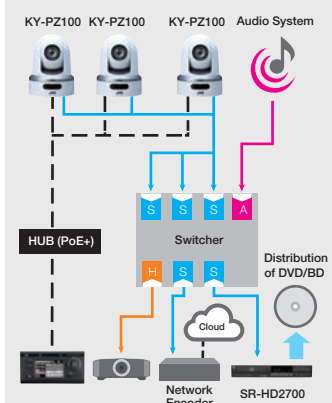 KY-PZ100 KY-PZ100 KY-PZ100 Audio System
S S S A
HUB (PoE+)
Switcher
H S S
Distribution
of DVD/BD
Cloud
Network
Encoder
SR-HD2700